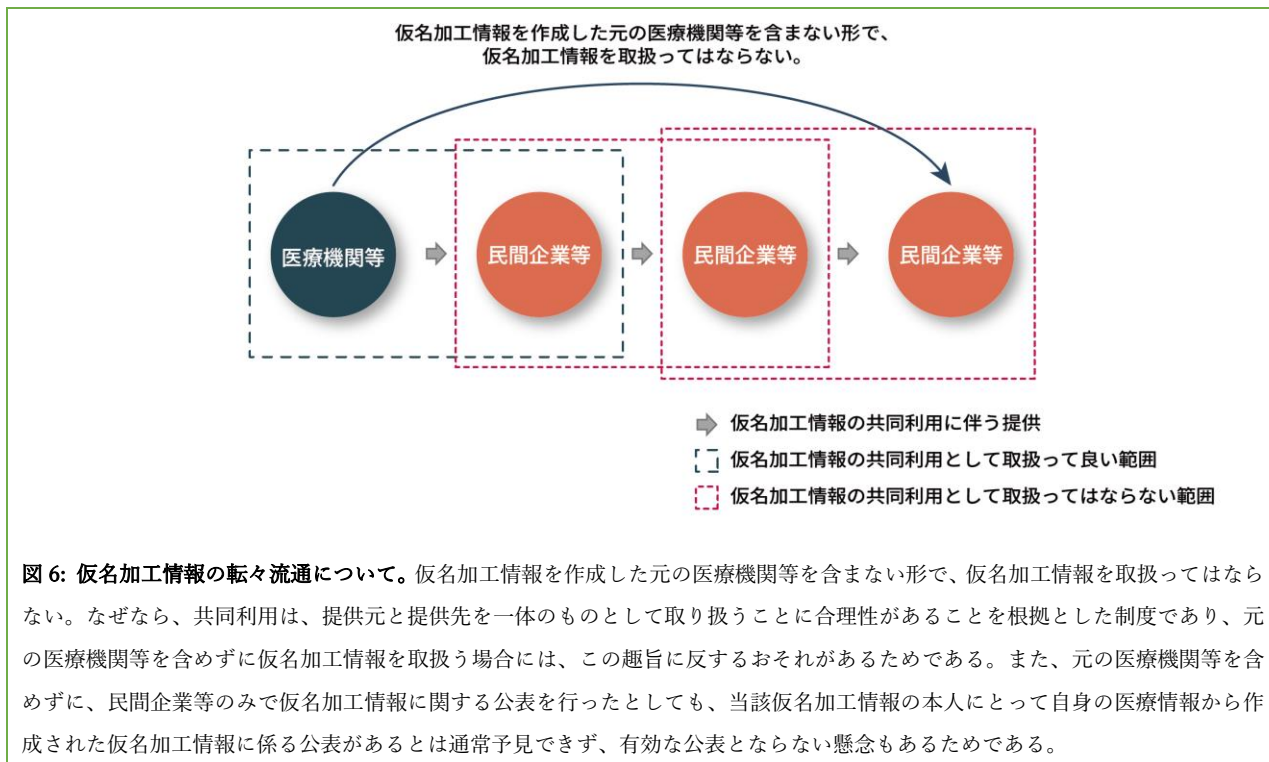 仮名加工情報を作成した元の医療機関等を含まない形で、
仮名加工情報を取扱ってはならない。
医療機関等
民間企業等
民間企業等
民間企業等
仮名加工情報の共同利用に伴う提供
仮名加工情報の共同利用として取扱って良い範囲
仮名加工情報の共同利用として取扱ってはならない範囲
図 6: 仮名加工情報の転々流通について。仮名加工情報を作成した元の医療機関等を含まない形で、仮名加工情報を取扱ってはなら
ない。なぜなら、共同利用は、提供元と提供先を一体のものとして取り扱うことに合理性があることを根拠とした制度であり、元
の医療機関等を含めずに仮名加工情報を取扱う場合には、この趣旨に反するおそれがあるためである。また、元の医療機関等を含
めずに、民間企業等のみで仮名加工情報に関する公表を行ったとしても、当該仮名加工情報の本人にとって自身の医療情報から作
成された仮名加工情報に係る公表があるとは通常予見できず、有効な公表とならない懸念もあるためである。